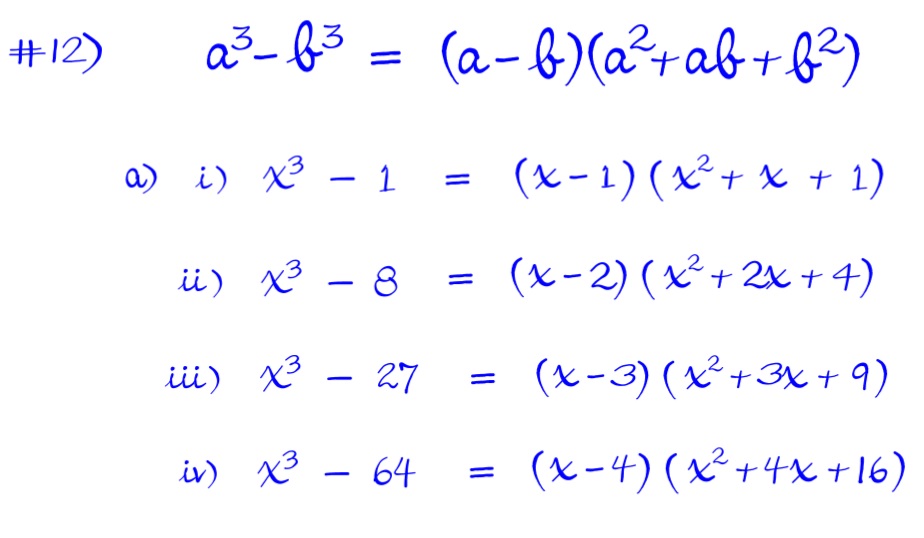 #12) a³-b³ = (a-b)(a²+ab+b²)
a) i) x³ - 1 = (x-1)(x²+ x + 1)
ii) x³ - 8 = (x-2)(x²+2x+4)
iii) x³ - 27 = (x-3)(x²+3x+9)
iv) x³ - 64 = (x-4)(x²+4x+16)